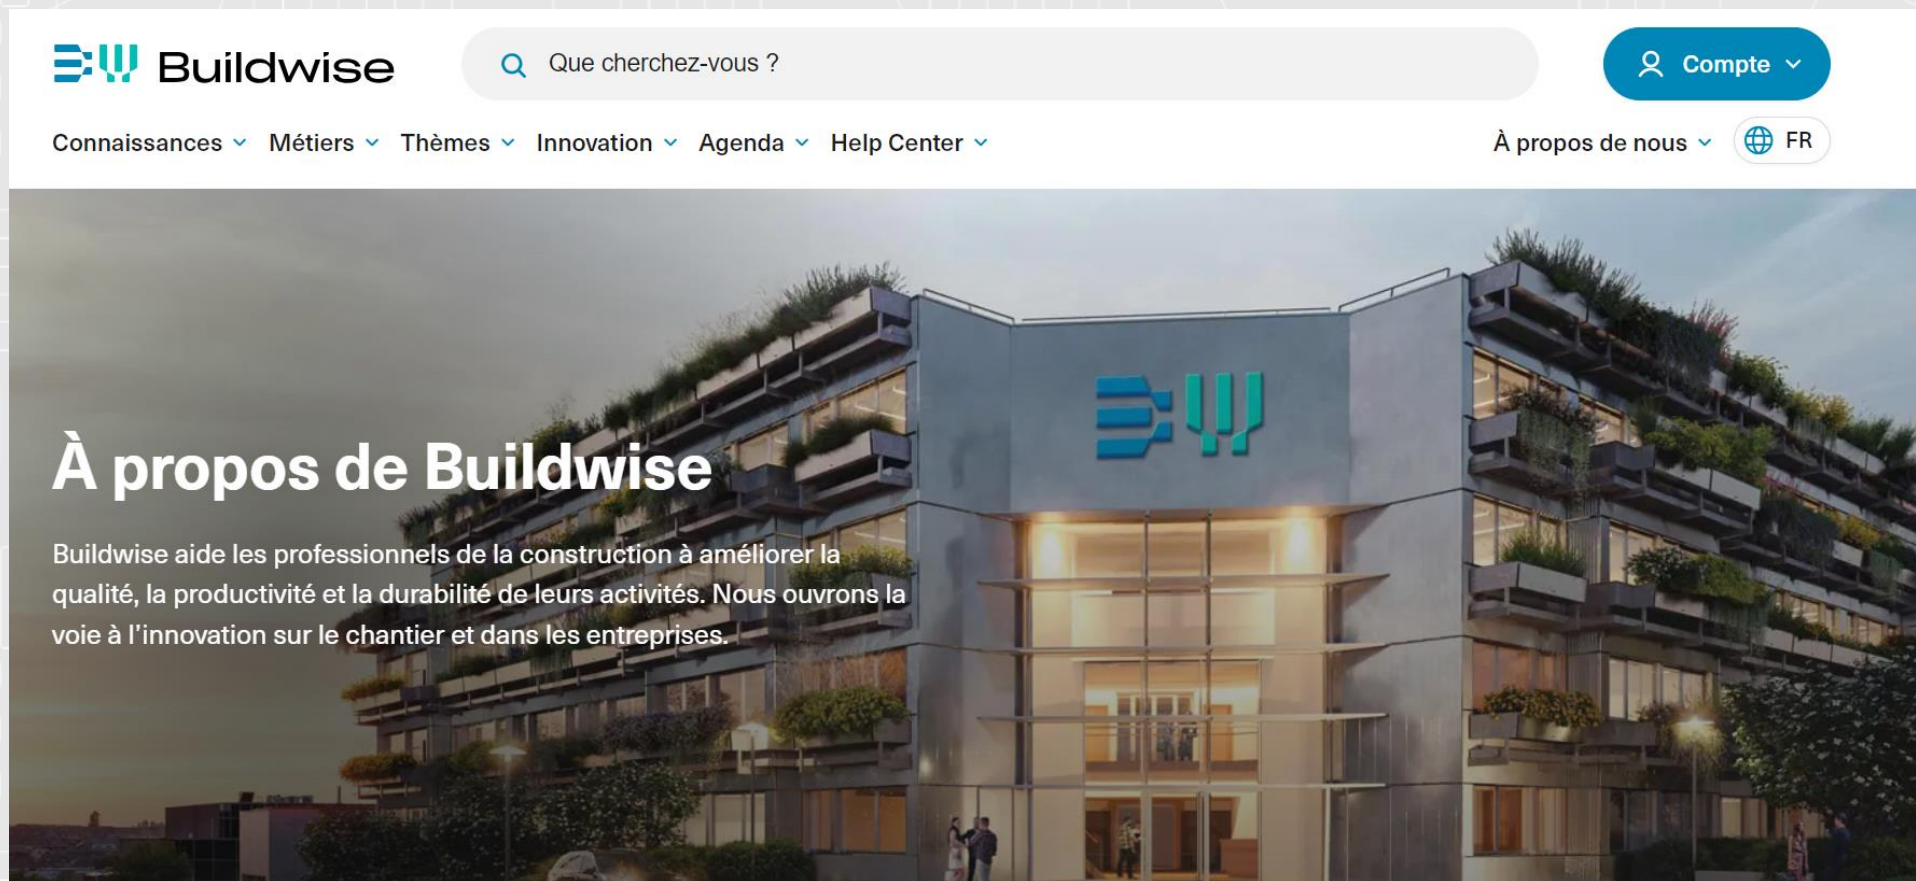 Buildwise
Que cherchez-vous ?
Compte
Connaissances Métiers Thèmes Innovation Agenda Help Center
À propos de nous FR
À propos de Buildwise
Buildwise aide les professionnels de la construction à améliorer la
qualité, la productivité et la durabilité de leurs activités. Nous ouvrons la
voie à l’innovation sur le chantier et dans les entreprises.